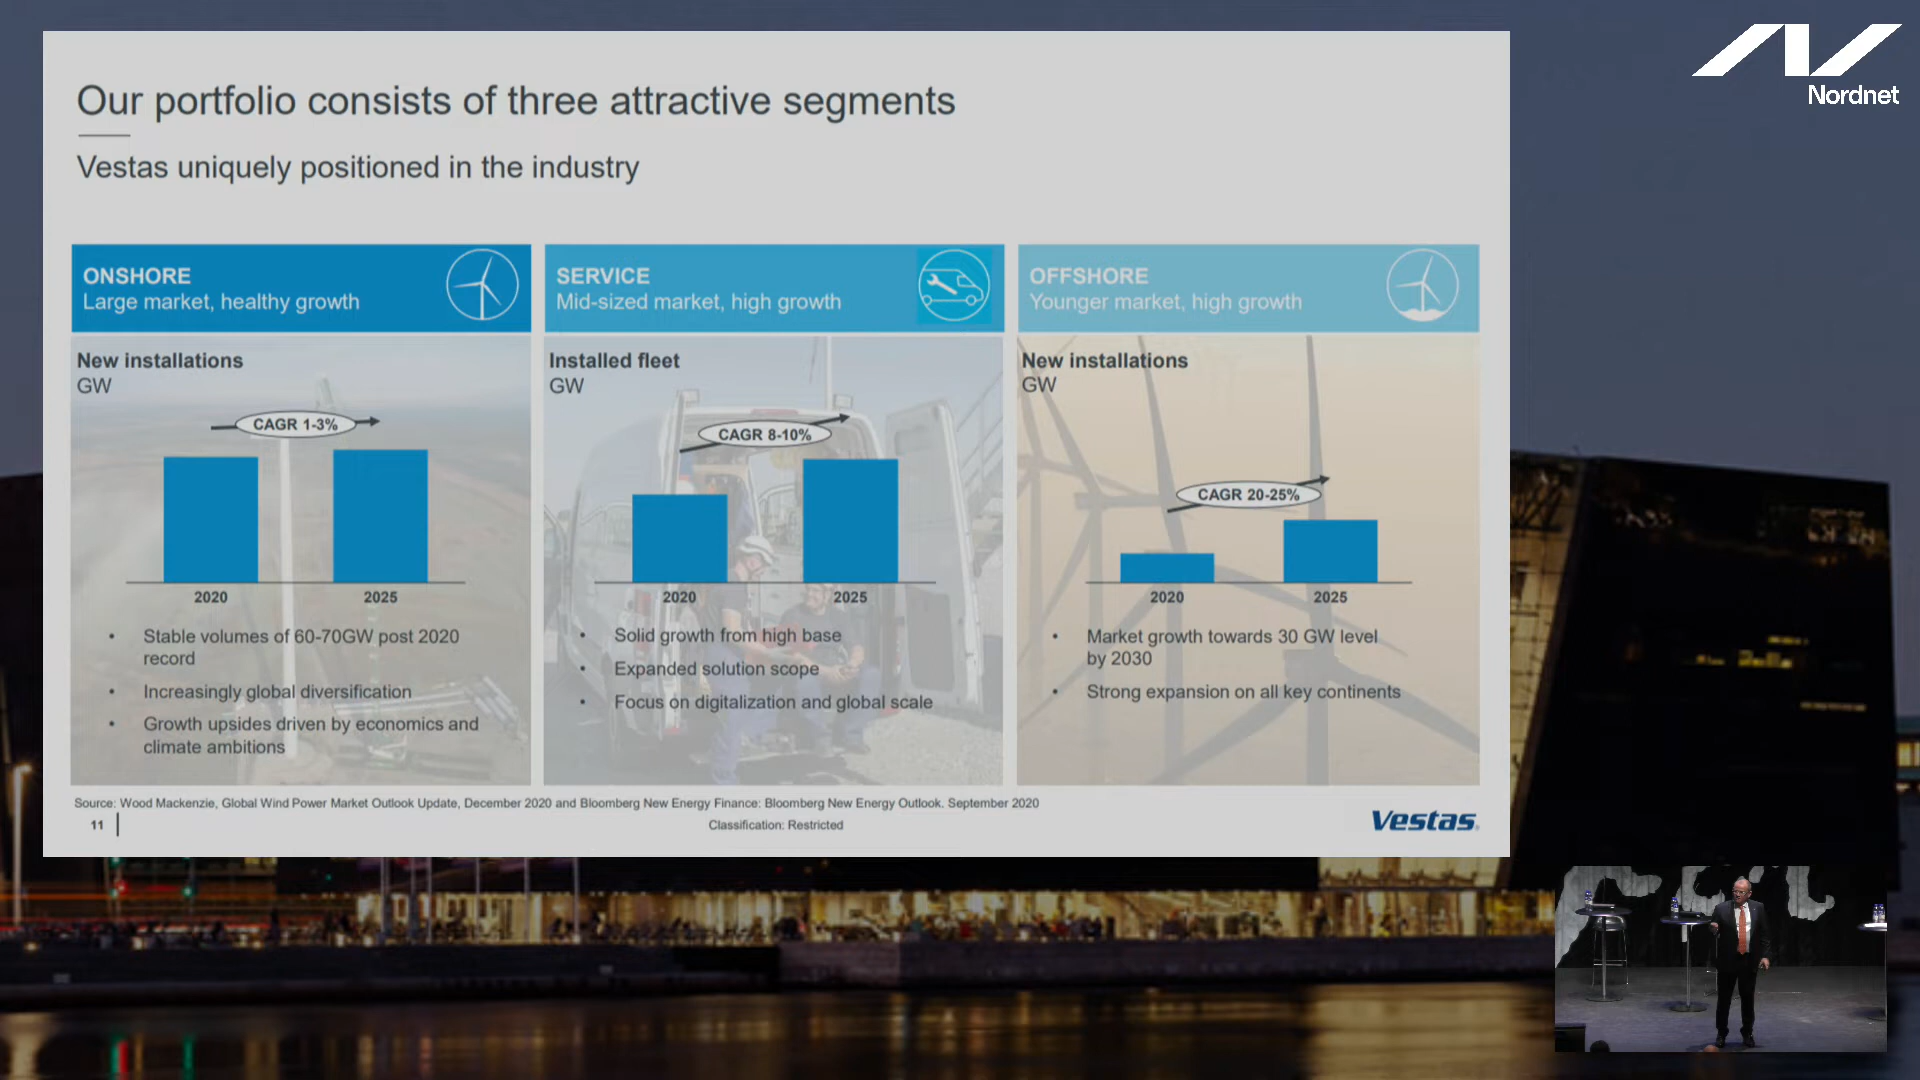 Nordnet
Our portfolio consists of three attractive segments
Vestas uniquely positioned in the industry
ONSHORE
Large market, healthy growth
New installations
GW
CAGR 1-3%
2020 2025
• Stable volumes of 60-70GW post 2020
record
• Increasingly global diversification
• Growth upsides driven by economics and
climate ambitions
SERVICE
Mid-sized market, high growth
Installed fleet
GW
CAGR 8-10%
2020 2025
• Solid growth from high base
• Expanded solution scope
• Focus on digitalization and global scale
OFFSHORE
Younger market, high growth
New installations
GW
CAGR 20-25%
2020 2025
• Market growth towards 30 GW level
by 2030
• Strong expansion on all key continents
Source: Wood Mackenzie, Global Wind Power Market Outlook Update, December 2020 and Bloomberg New Energy Finance: Bloomberg New Energy Outlook. September 2020
11
Classification: Restricted
Vestas